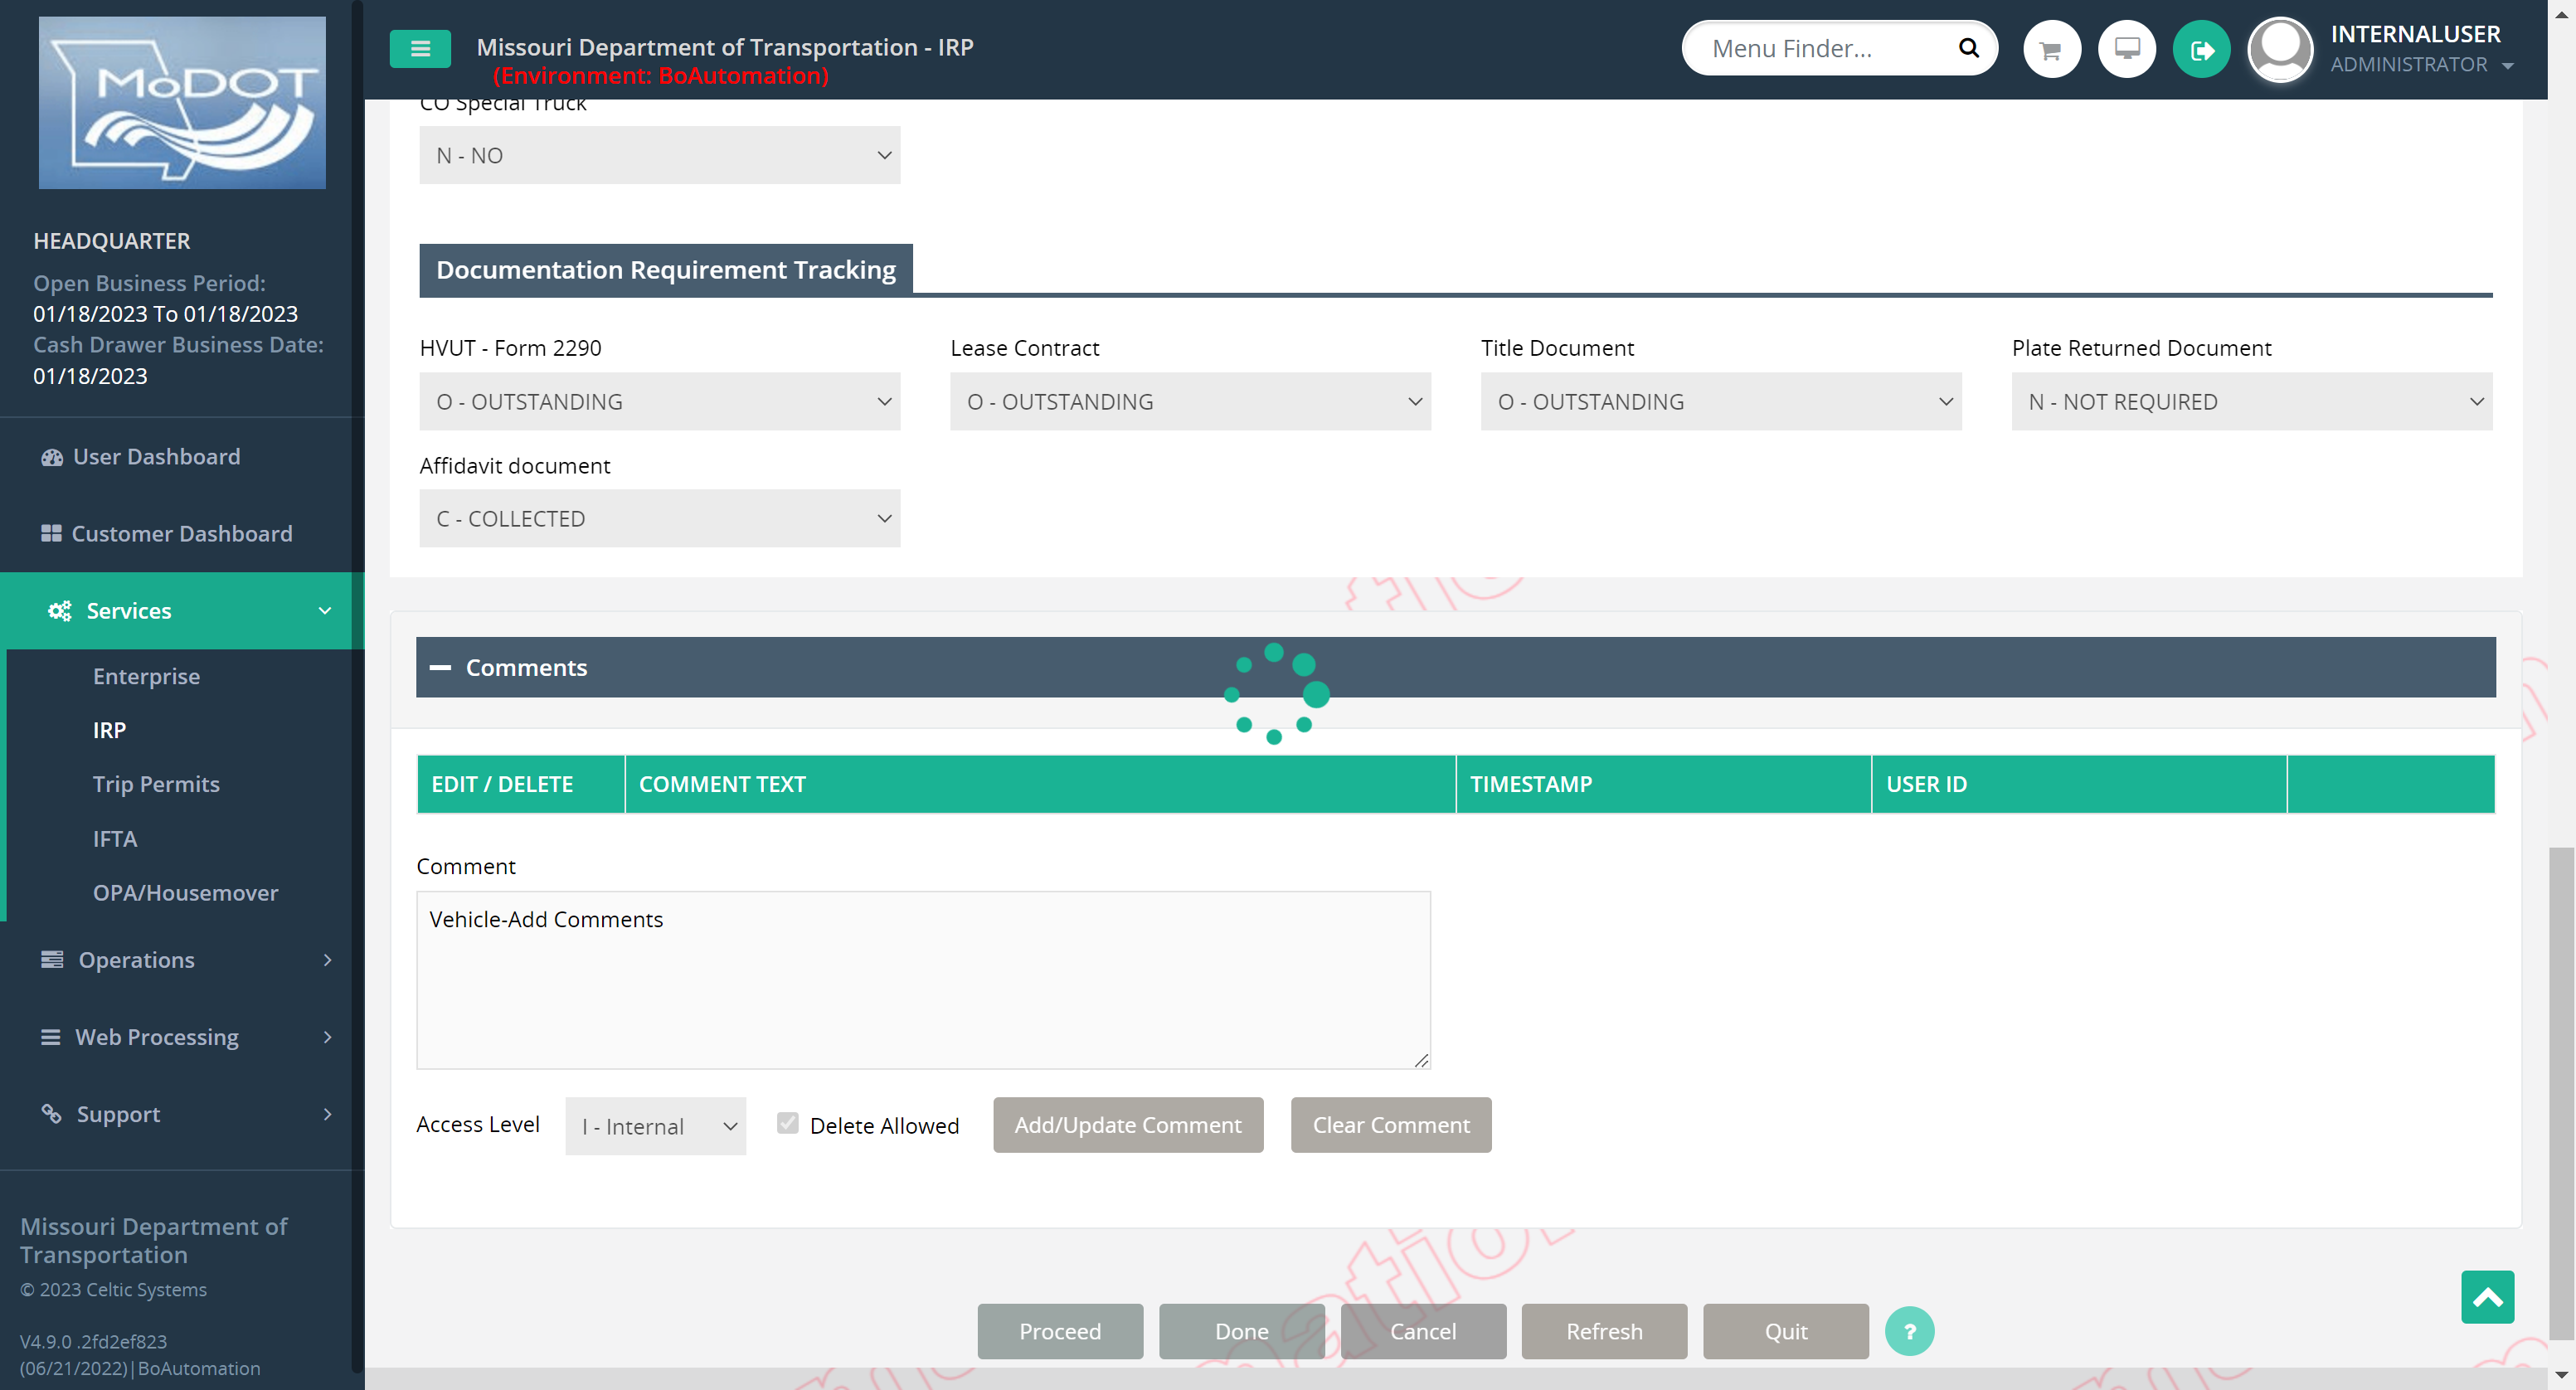 MoDOT
Missouri Department of Transportation - IRP
(Environment: BoAutomation)
Menu Finder...
INTERNALUSER
ADMINISTRATOR
HEADQUARTER
Open Business Period:
01/18/2023 To 01/18/2023
Cash Drawer Business Date:
01/18/2023
User Dashboard
Customer Dashboard
Services
Enterprise
IRP
Trip Permits
IFTA
OPA/Housemover
Operations
Web Processing
Support
Missouri Department of
Transportation
© 2023 Celtic Systems
V4.9.0 .2fd2ef823
(06/21/2022)|BoAutomation
CO Special Truck
N - NO
Documentation Requirement Tracking
HVUT - Form 2290
Lease Contract
Title Document
Plate Returned Document
O - OUTSTANDING
O - OUTSTANDING
O - OUTSTANDING
N - NOT REQUIRED
Affidavit document
C - COLLECTED
Comments
EDIT / DELETE
COMMENT TEXT
TIMESTAMP
USER ID
Comment
Vehicle-Add Comments
Access Level
I - Internal
Delete Allowed
Add/Update Comment
Clear Comment
Proceed
Done
Cancel
Refresh
Quit
?